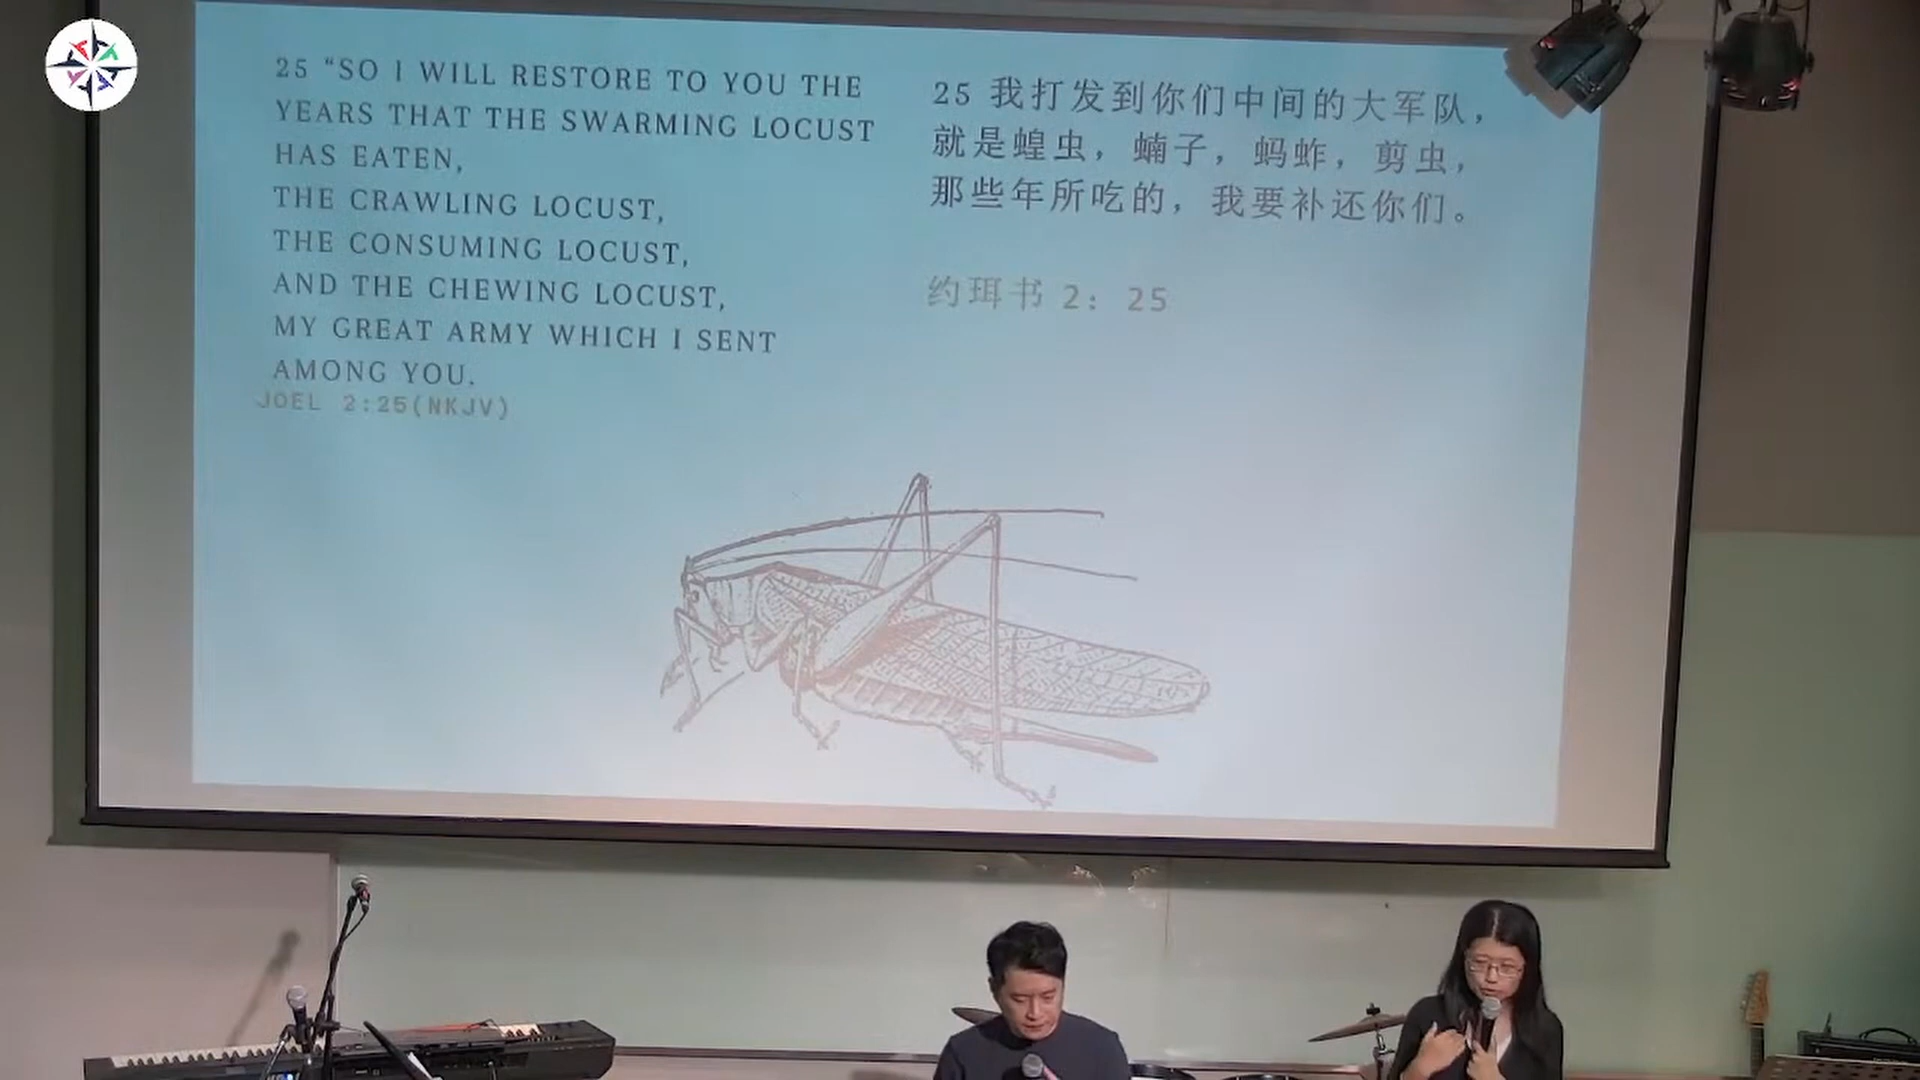 25 “SO I WILL RESTORE TO YOU THE
YEARS THAT THE SWARMING LOCUST
HAS EATEN,
THE CRAWLING LOCUST,
THE CONSUMING LOCUST,
AND THE CHEWING LOCUST,
MY GREAT ARMY WHICH I SENT
AMONG YOU.
JOEL 2:25(NKJV)
25 我打发到你们中间的大军队，
就是蝗虫，蝻子，蚂蚱，剪虫，
那些年所吃的，我要补还你们。
约珥书 2：25